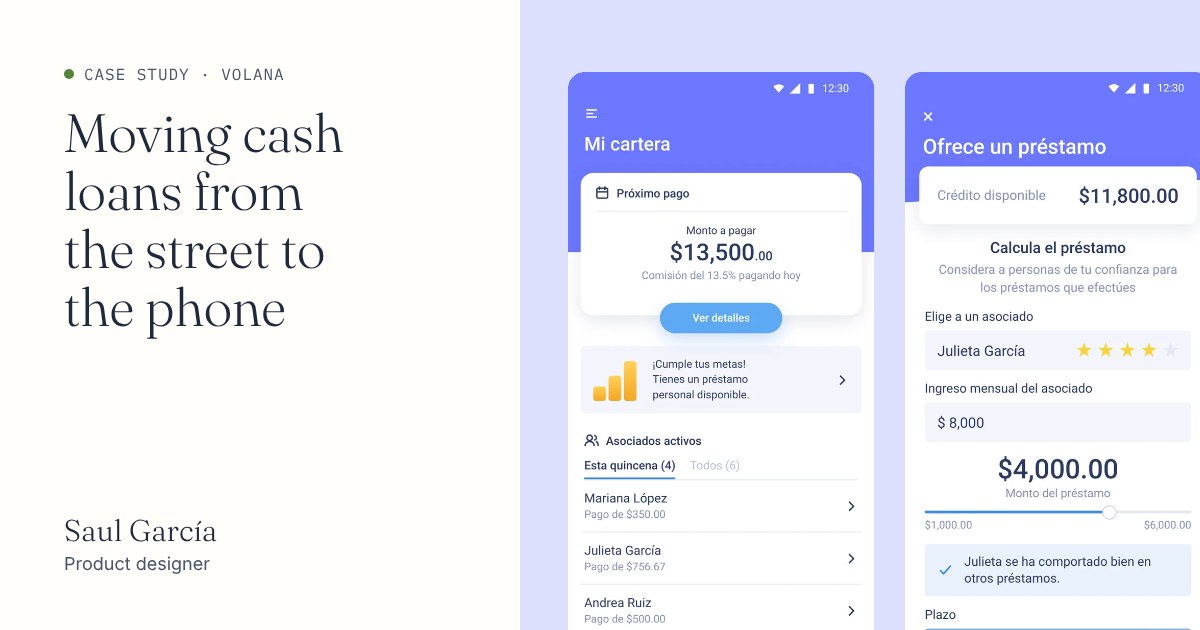 CASE STUDY · VOLANA
Moving cash
loans from
the street to
the phone
Saul García
Product designer
12:30
Mi cartera
Próximo pago
Monto a pagar
$13,500.00
Comisión del 13.5% pagando hoy
Ver detalles
¡Cumple tus metas!
Tienes un préstamo
personal disponible.
Asociados activos
Esta quincena (4) Todos (6)
Mariana López
Pago de $350.00
Julieta García
Pago de $756.67
Andrea Ruiz
Pago de $500.00
12:30
Ofrece un préstamo
Crédito disponible $11,800.00
Calcula el préstamo
Considera a personas de tu confianza para
los préstamos que efectúes
Elige a un asociado
Julieta García
Ingreso mensual del asociado
$ 8,000
$4,000.00
Monto del préstamo
$1,000.00 $6,000.00
Julieta se ha comportado bien en
otros préstamos.
Plazo